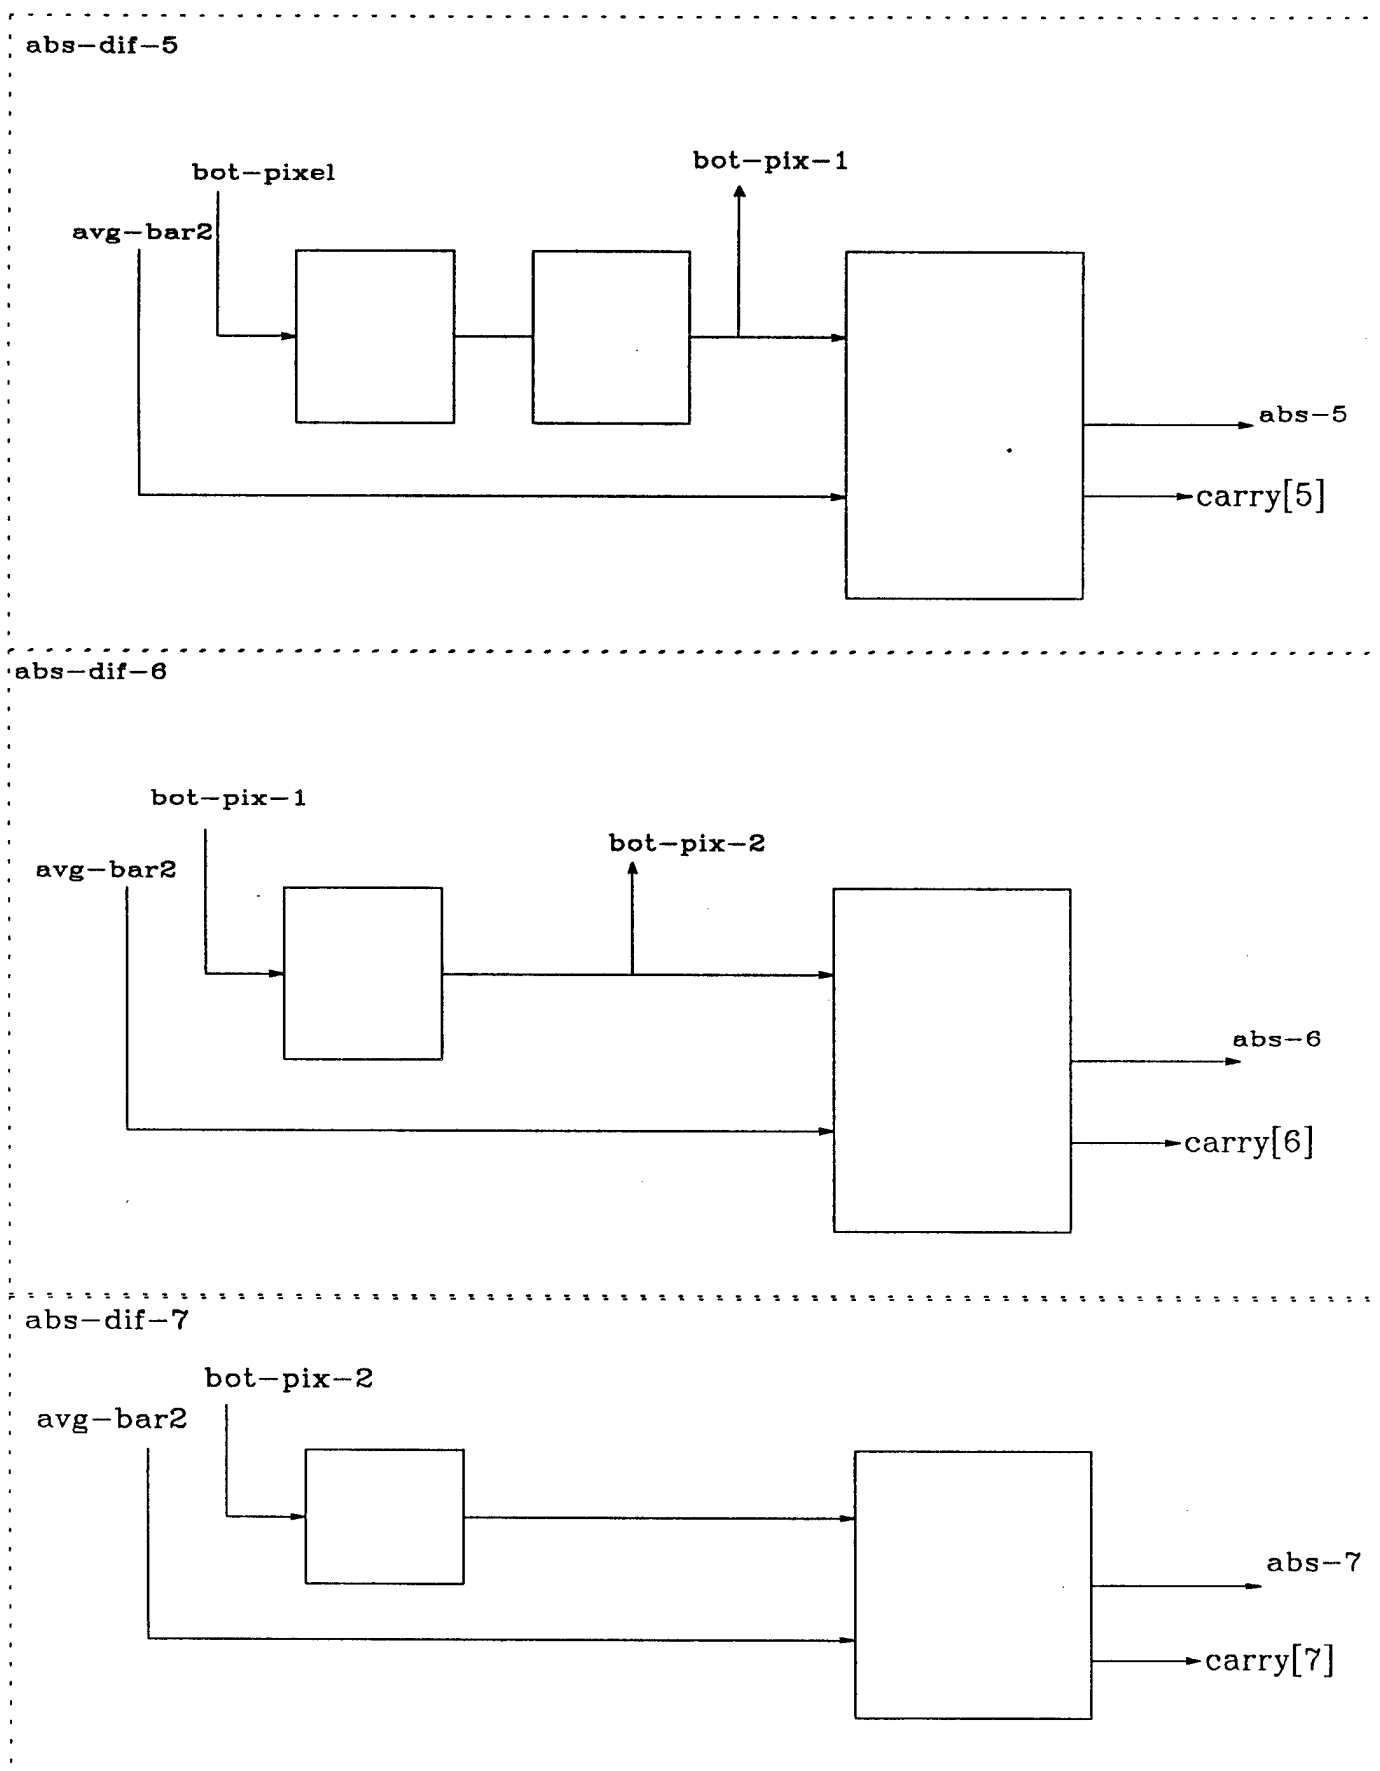 abs-dif-5
bot-pixel
bot-pix-1
avg-bar2
abs-5
carry[5]
abs-dif-6
bot-pix-1
bot-pix-2
avg-bar2
abs-6
carry[6]
abs-dif-7
bot-pix-2
avg-bar2
abs-7
carry[7]